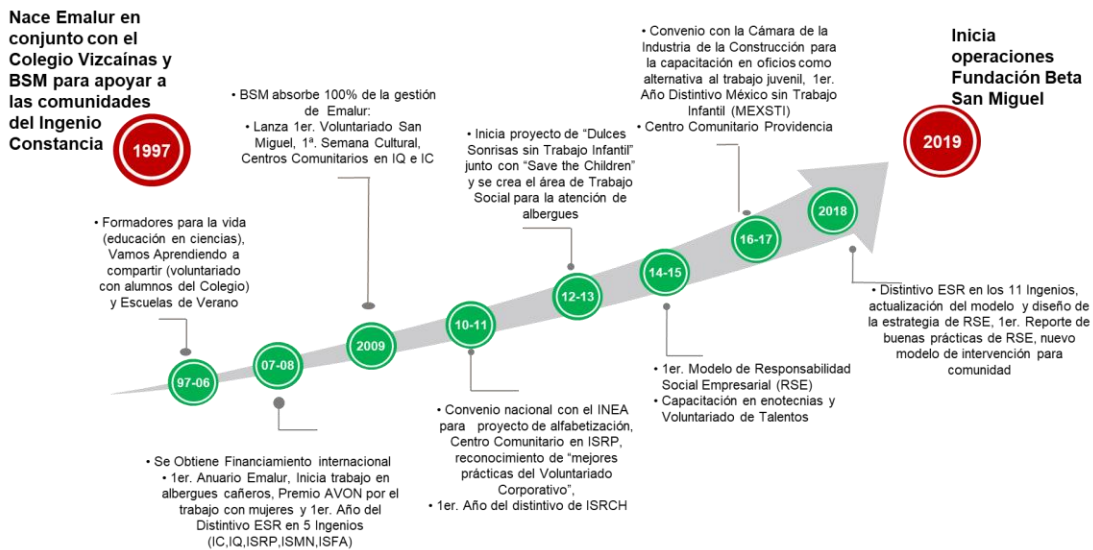 Nace Emalur en
conjunto con el
Colegio Vizcaínas y
BSM para apoyar a
las comunidades
del Ingenio
Constancia
1997
• Formadores para la vida
(educación en ciencias),
Vamos Aprendiendo a
compartir (voluntariado
con alumnos del Colegio)
y Escuelas de Verano
97-06
07-08
• Se Obtiene Financiamiento internacional
• 1er. Anuario Emalur, Inicia trabajo en
albergues cañeros, Premio AVON por el
trabajo con mujeres y 1er. Año del
Distintivo ESR en 5 Ingenios
(IC,IQ,ISRP,ISMN,ISFA)
• BSM absorbe 100% de la gestión
de Emalur:
• Lanza 1er. Voluntariado San
Miguel, 1ª. Semana Cultural,
Centros Comunitarios en IQ e IC
2009
10-11
• Convenio nacional con el INEA
para proyecto de alfabetización,
Centro Comunitario en ISRP,
reconocimiento de “mejores
prácticas del Voluntariado
Corporativo”,
• 1er. Año del distintivo de ISRCH
• Inicia proyecto de “Dulces
Sonrisas sin Trabajo Infantil”
junto con “Save the Children”
y se crea el área de Trabajo
Social para la atención de
albergues
12-13
14-15
• 1er. Modelo de Responsabilidad
Social Empresarial (RSE)
• Capacitación en enotecnias y
Voluntariado de Talentos
• Convenio con la Cámara de la
Industria de la Construcción para
la capacitación en oficios como
alternativa al trabajo juvenil, 1er.
Año Distintivo México sin Trabajo
Infantil (MEXSTI)
• Centro Comunitario Providencia
16-17
2018
• Distintivo ESR en los 11 Ingenios,
actualización del modelo y diseño de
la estrategia de RSE, 1er. Reporte de
buenas prácticas de RSE, nuevo
modelo de intervención para
comunidad
Inicia
operaciones
Fundación Beta
San Miguel
2019